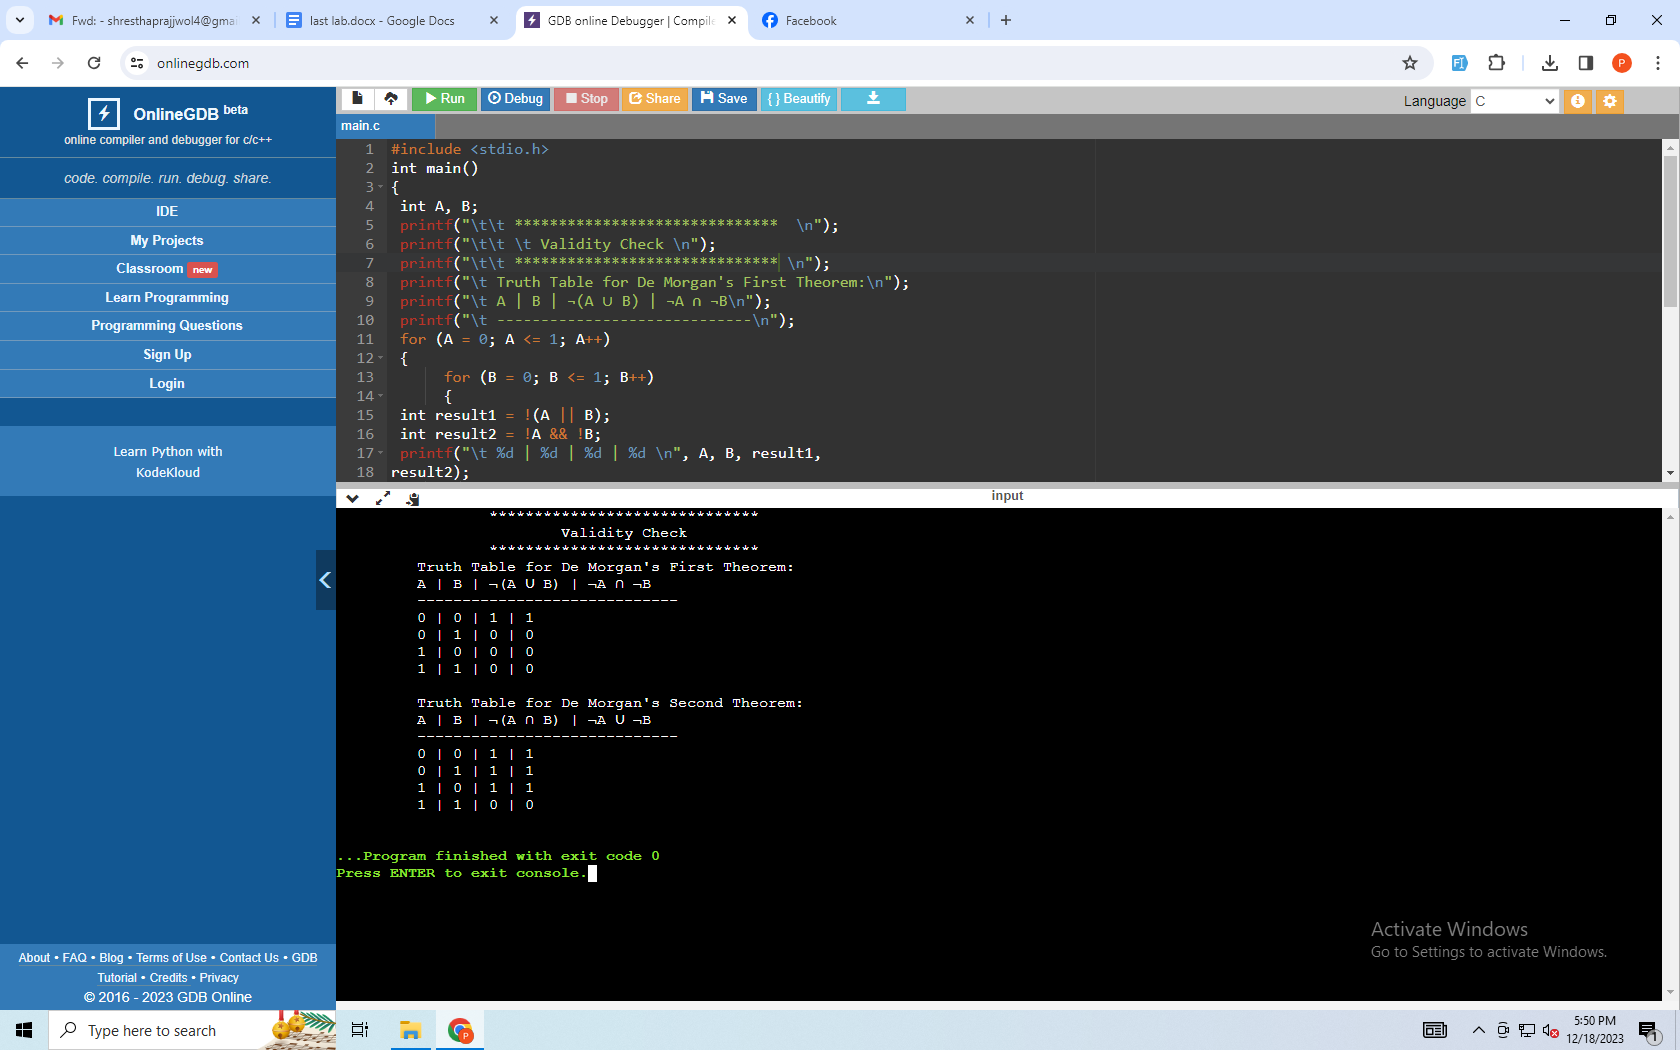 Fwd: - shresthaprajjwol4@gmai
last lab.docx - Google Docs
GDB online Debugger | Compile
Facebook
onlinegdb.com
P
OnlineGDB beta
online compiler and debugger for c/c++
code. compile. run. debug. share.
IDE
My Projects
Classroom new
Learn Programming
Programming Questions
Sign Up
Login
Learn Python with
KodeKloud
About • FAQ • Blog • Terms of Use • Contact Us • GDB
Tutorial • Credits • Privacy
© 2016 - 2023 GDB Online
Run Debug Stop Share Save { } Beautify
Language C
main.c
1 #include <stdio.h>
2 int main()
3 {
4 int A, B;
5 printf("\t\t ****************************** \n");
6 printf("\t\t \t Validity Check \n");
7 printf("\t\t ****************************** \n");
8 printf("\t Truth Table for De Morgan's First Theorem:\n");
9 printf("\t A | B | ¬(A ∪ B) | ¬A ∩ ¬B\n");
10 printf("\t -----------------------------\n");
11 for (A = 0; A <= 1; A++)
12 {
13 for (B = 0; B <= 1; B++)
14 {
15 int result1 = !(A || B);
16 int result2 = !A && !B;
17 printf("\t %d | %d | %d | %d \n", A, B, result1,
18 result2);
input
******************************
Validity Check
******************************
Truth Table for De Morgan's First Theorem:
A | B | ¬(A ∪ B) | ¬A ∩ ¬B
-----------------------------
0 | 0 | 1 | 1
0 | 1 | 0 | 0
1 | 0 | 0 | 0
1 | 1 | 0 | 0
Truth Table for De Morgan's Second Theorem:
A | B | ¬(A ∩ B) | ¬A ∪ ¬B
-----------------------------
0 | 0 | 1 | 1
0 | 1 | 1 | 1
1 | 0 | 1 | 1
1 | 1 | 0 | 0
...Program finished with exit code 0
Press ENTER to exit console.
Activate Windows
Go to Settings to activate Windows.
Type here to search
P
5:50 PM
12/18/2023
1